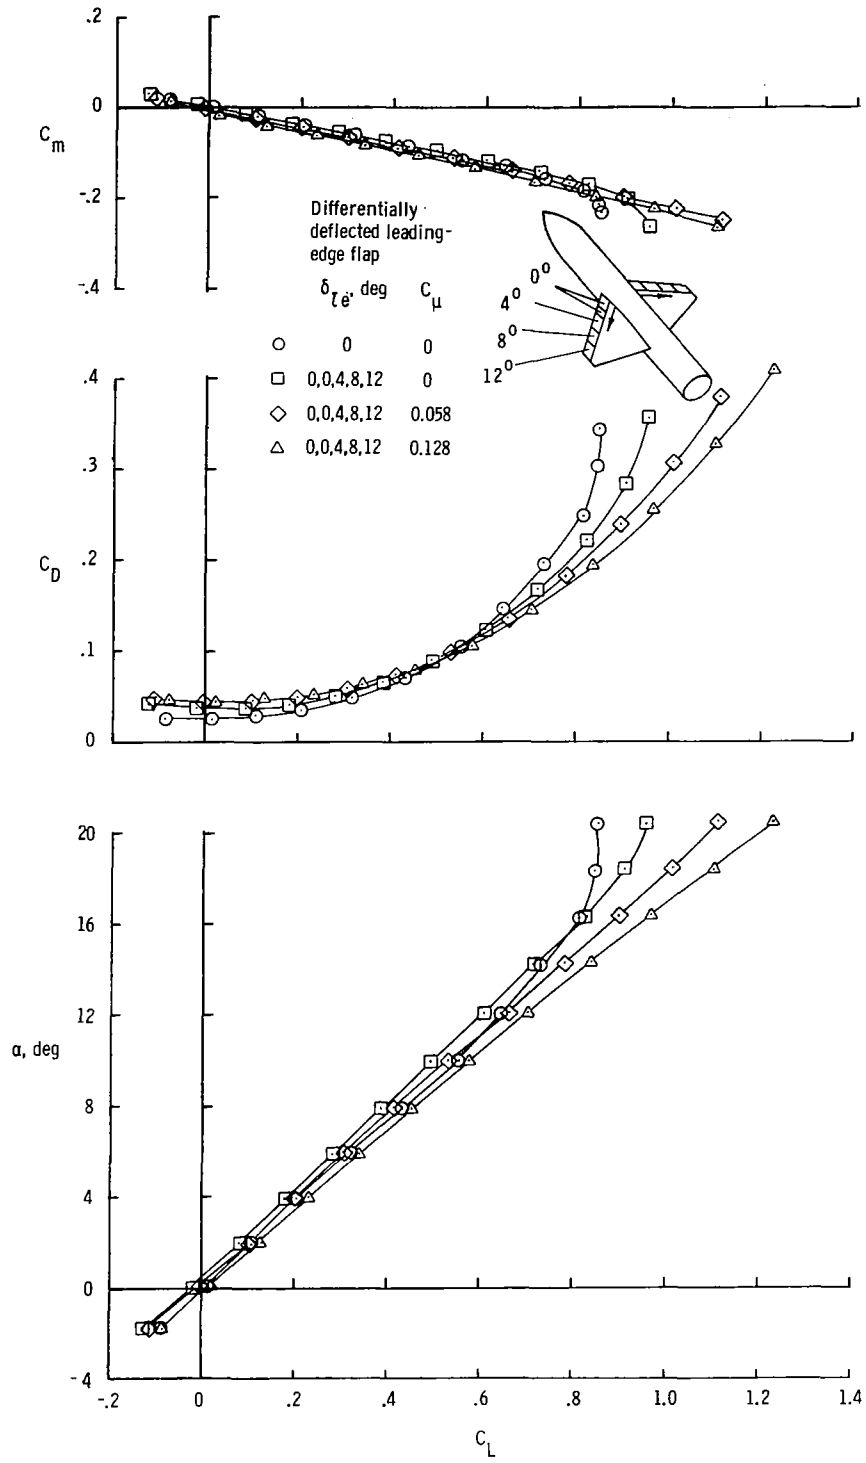 .2
0
-.2
-.4
C_m
Differentially
deflected leading-
edge flap
δ_le, deg C_μ
0 0
0,0,4,8,12 0
0,0,4,8,12 0.058
0,0,4,8,12 0.128
0°
4°
8°
12°
.4
.3
.2
.1
0
C_D
20
16
12
8
4
0
-4
α, deg
-.2 0 .2 .4 .6 .8 1.0 1.2 1.4
C_L